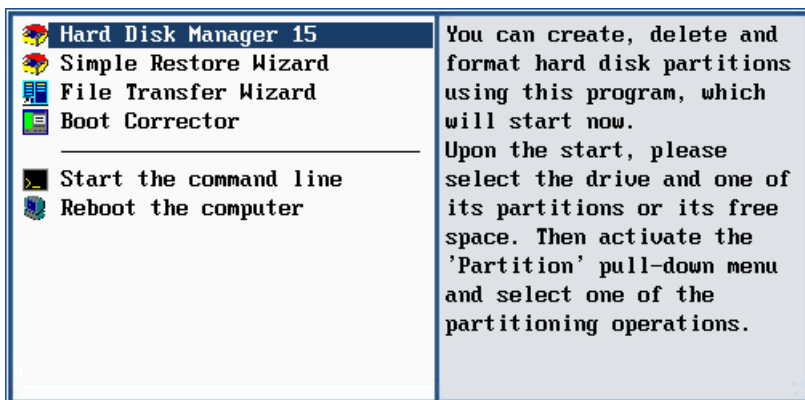 Hard Disk Manager 15
Simple Restore Wizard
File Transfer Wizard
Boot Corrector
Start the command line
Reboot the computer
You can create, delete and
format hard disk partitions
using this program, which
will start now.
Upon the start, please
select the drive and one of
its partitions or its free
space. Then activate the
'Partition' pull-down menu
and select one of the
partitioning operations.